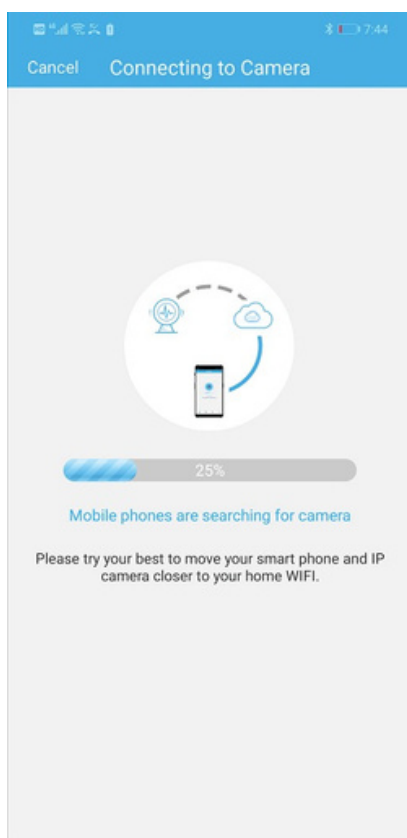 7:44
Cancel Connecting to Camera
25%
Mobile phones are searching for camera
Please try your best to move your smart phone and IP
camera closer to your home WIFI.